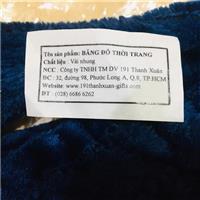 Tên sản phẩm: BĂNG ĐÔ THỜI TRANG
Chất liệu : Vải nhung
NCC : Công ty TNHH TM DV 191 Thanh Xuân
ĐC : 32, đường 98, Phước Long A, Q.9, TP.HCM
Website: www.191thanhxuan-gifts.com
ĐT : (028) 6686 6262